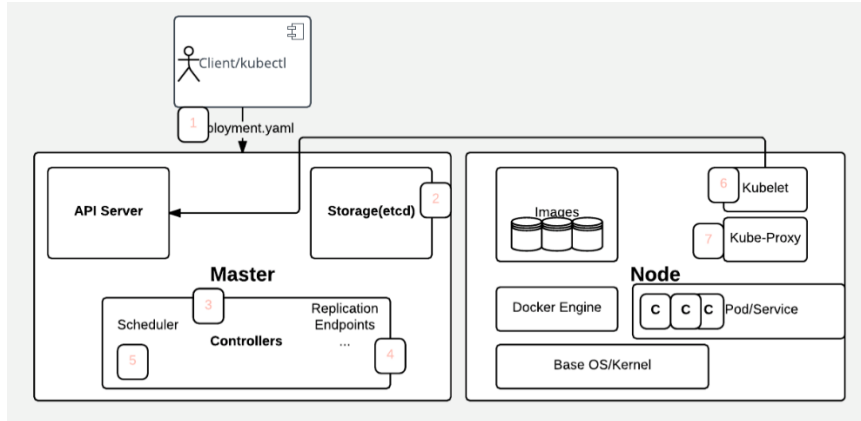 Client/kubectl
1
ployment.yaml
API Server
Storage(etcd)
2
Master
3
Scheduler
Replication
Endpoints
...
Controllers
4
5
Images
6
Kubelet
7
Kube-Proxy
Node
Docker Engine
C
C
C
Pod/Service
Base OS/Kernel